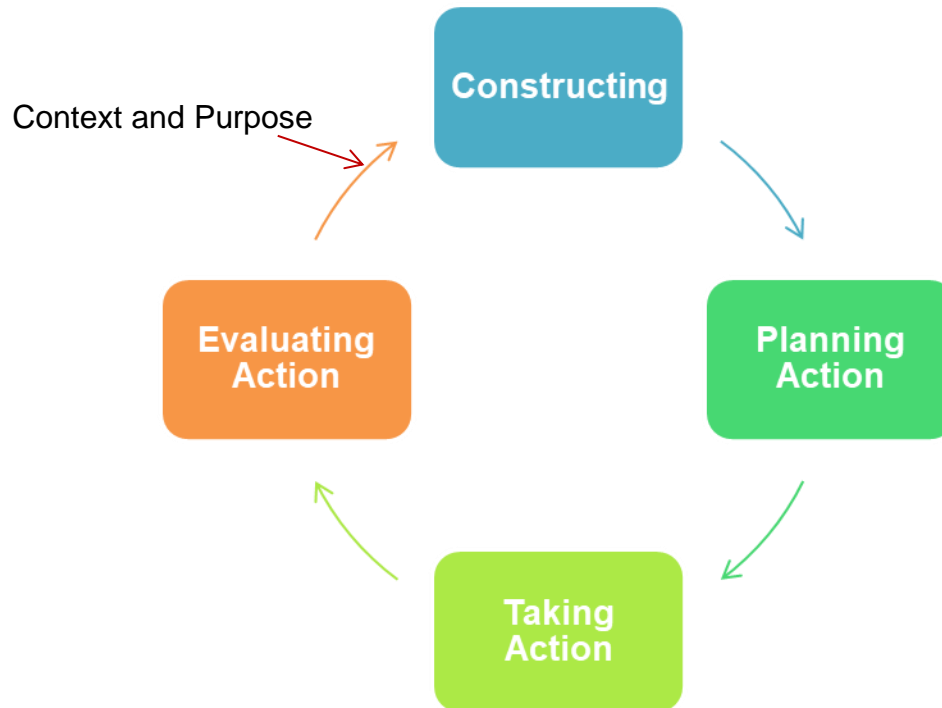 Constructing
Context and Purpose
Evaluating
Action
Planning
Action
Taking
Action